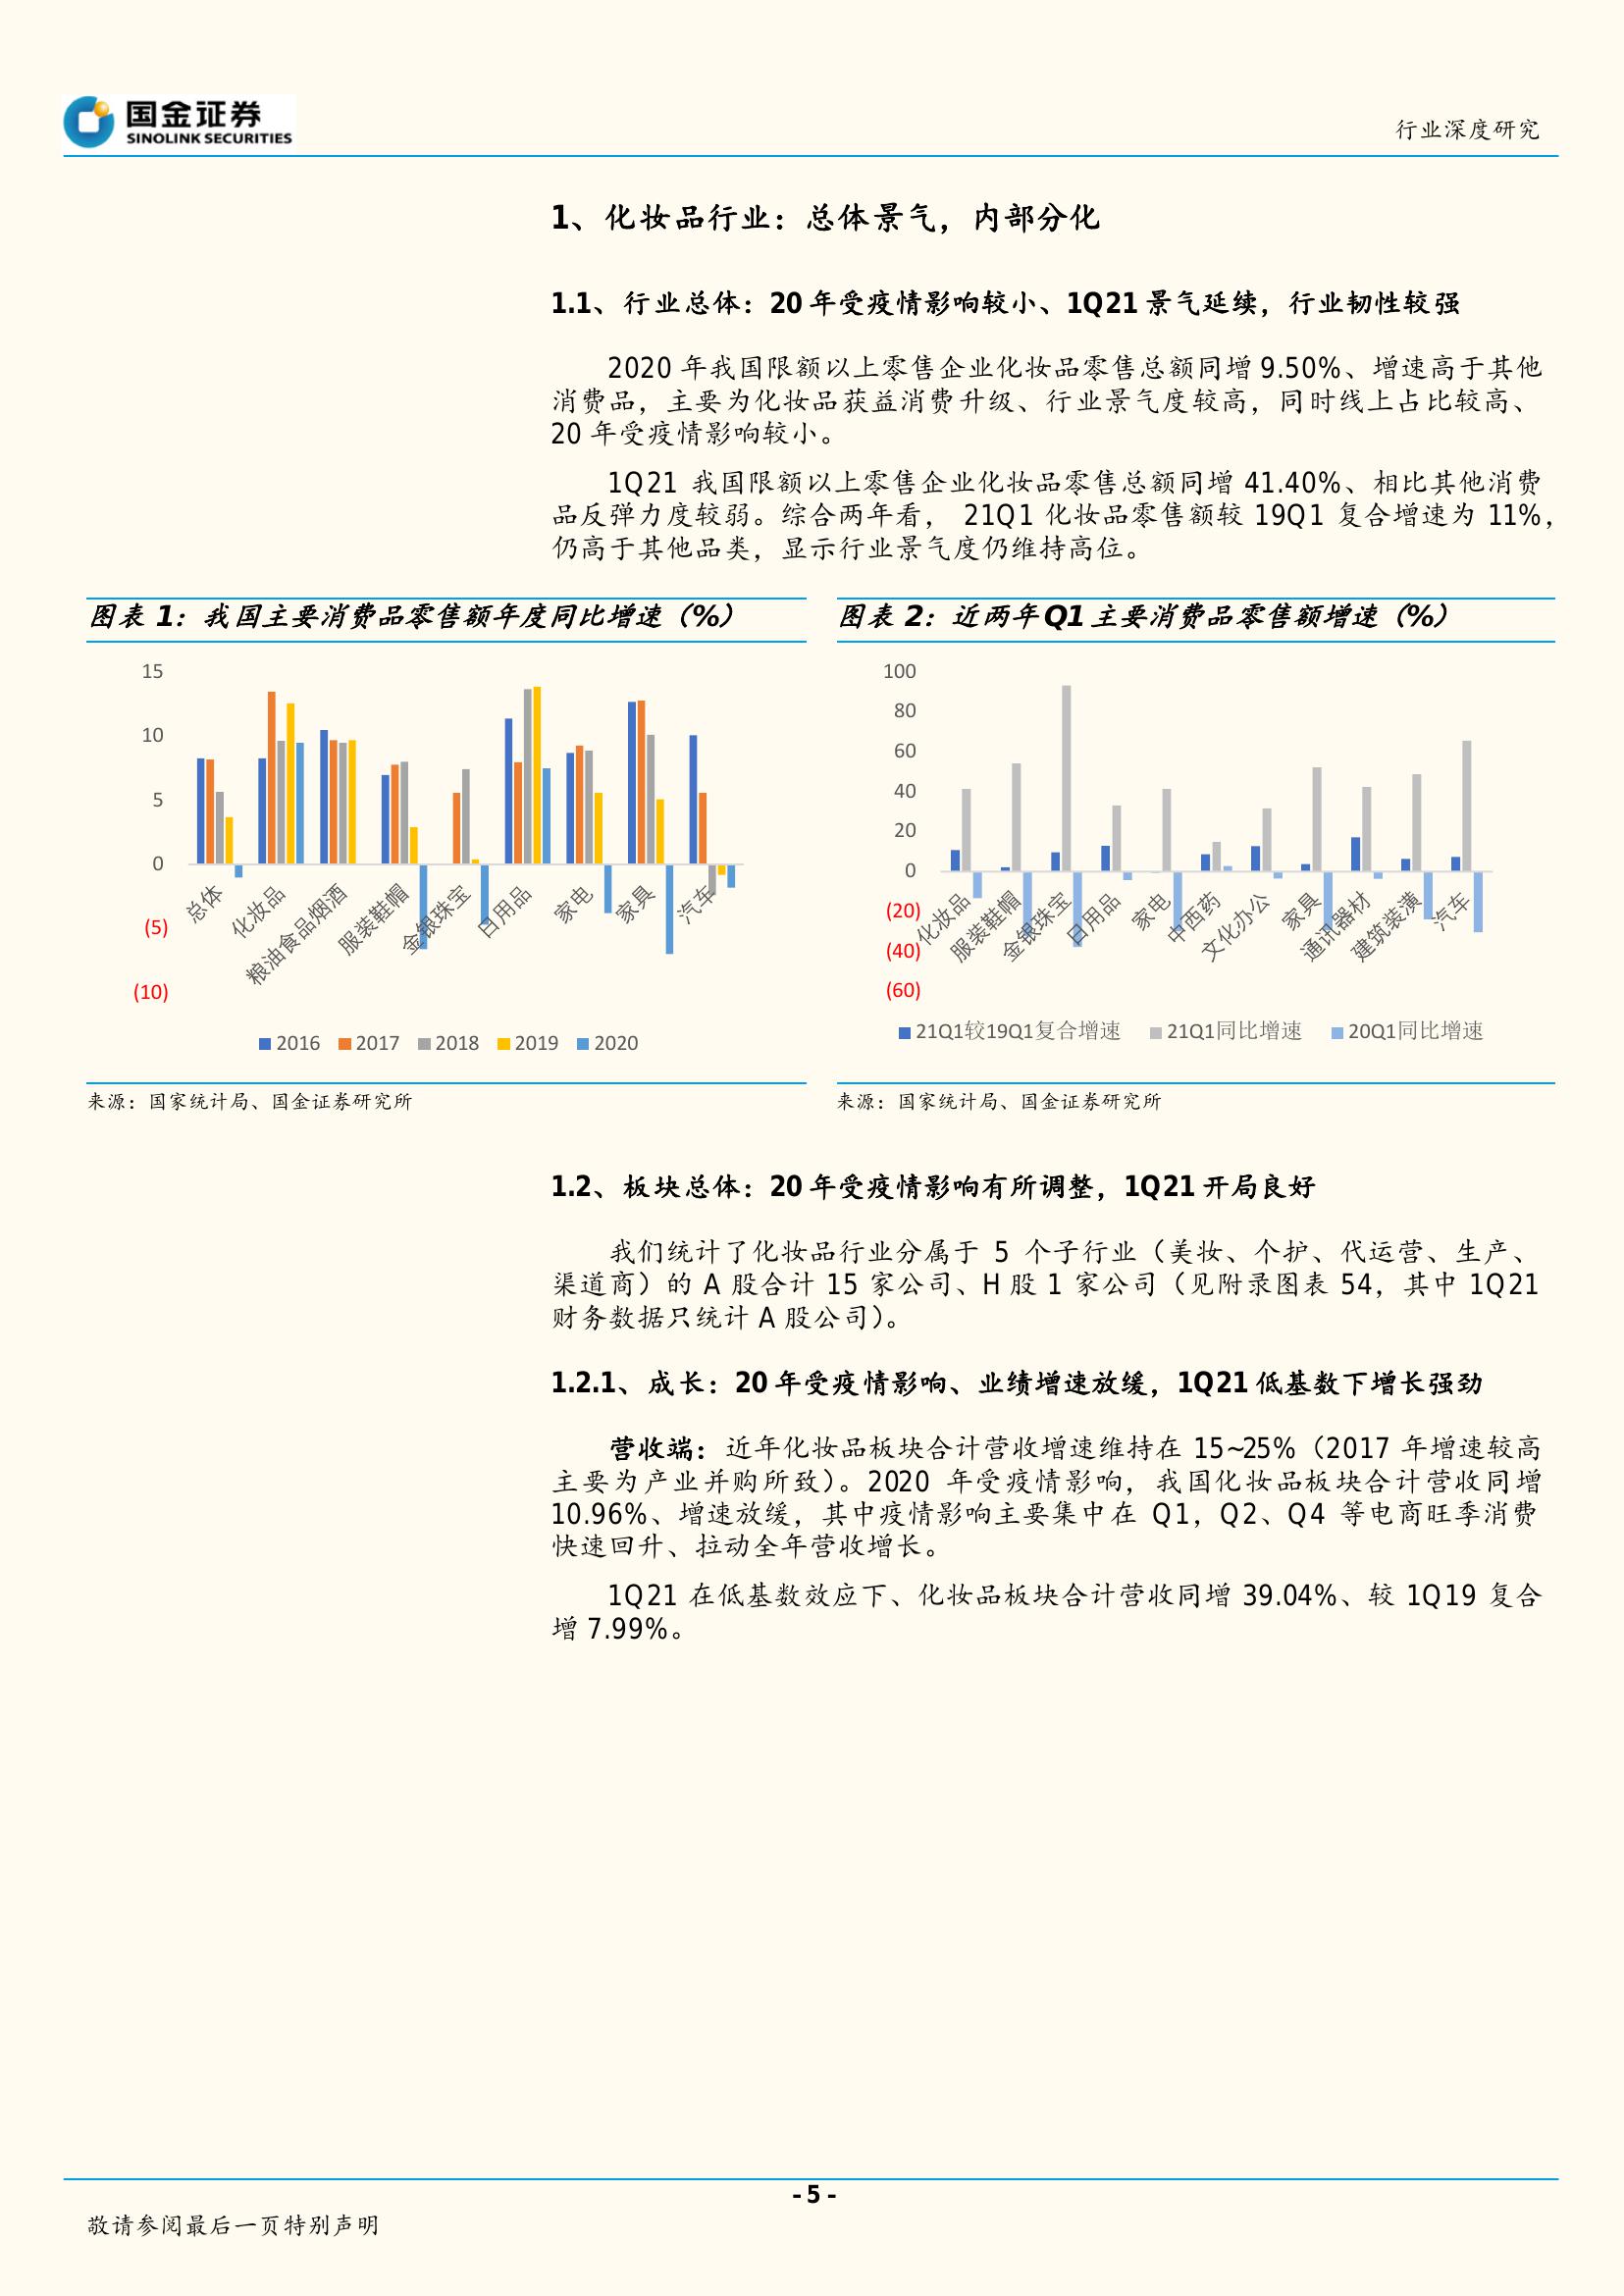 国金证券
SINOLINK SECURITIES
行业深度研究
1、化妆品行业：总体景气，内部分化
1.1、行业总体：20 年受疫情影响较小、1Q21 景气延续，行业韧性较强
2020 年我国限额以上零售企业化妆品零售总额同增 9.50%、增速高于其他
消费品，主要为化妆品获益消费升级、行业景气度较高，同时线上占比较高、
20 年受疫情影响较小。
1Q21 我国限额以上零售企业化妆品零售总额同增 41.40%、相比其他消费
品反弹力度较弱。综合两年看， 21Q1 化妆品零售额较 19Q1 复合增速为 11%，
仍高于其他品类，显示行业景气度仍维持高位。
图表 1：我国主要消费品零售额年度同比增速（%）
15
10
5
0
(5)
(10)
总体
化妆品
粮油食品烟酒
服装鞋帽
金银珠宝
日用品
家电
家具
汽车
2016 2017 2018 2019 2020
来源：国家统计局、国金证券研究所
图表 2：近两年Q1 主要消费品零售额增速（%）
100
80
60
40
20
0
(20)
(40)
(60)
化妆品
服装鞋帽
金银珠宝
日用品
家电
中西药
文化办公
家具
通讯器材
建筑装潢
汽车
21Q1较19Q1复合增速 21Q1同比增速 20Q1同比增速
来源：国家统计局、国金证券研究所
1.2、板块总体：20 年受疫情影响有所调整，1Q21 开局良好
我们统计了化妆品行业分属于 5 个子行业（美妆、个护、代运营、生产、
渠道商）的 A 股合计 15 家公司、H 股 1 家公司（见附录图表 54，其中 1Q21
财务数据只统计 A 股公司）。
1.2.1、成长：20 年受疫情影响、业绩增速放缓，1Q21 低基数下增长强劲
营收端：近年化妆品板块合计营收增速维持在 15~25%（2017 年增速较高
主要为产业并购所致）。2020 年受疫情影响，我国化妆品板块合计营收同增
10.96%、增速放缓，其中疫情影响主要集中在 Q1，Q2、Q4 等电商旺季消费
快速回升、拉动全年营收增长。
1Q21 在低基数效应下、化妆品板块合计营收同增 39.04%、较 1Q19 复合
增 7.99%。
- 5 -
敬请参阅最后一页特别声明